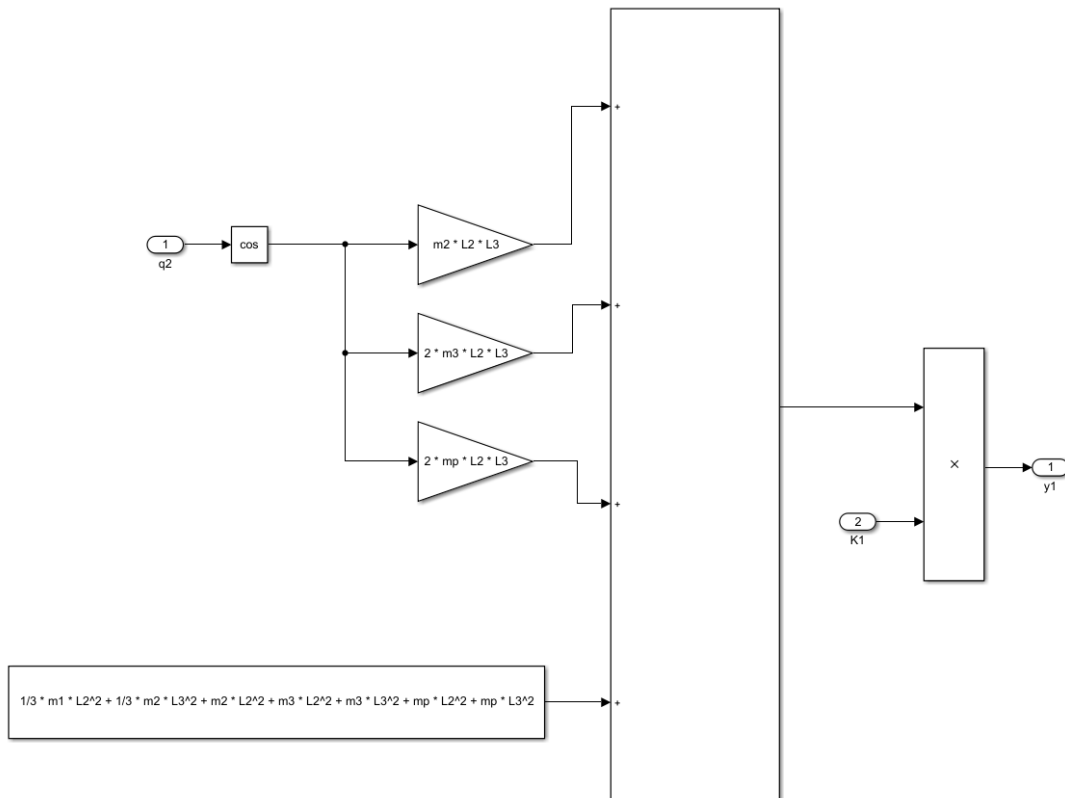 +
m2 * L2 * L3
1
cos
q2
+
2 * m3 * L2 * L3
2 * mp * L2 * L3
×
1
y1
+
2
K1
1/3 * m1 * L2^2 + 1/3 * m2 * L3^2 + m2 * L2^2 + m3 * L2^2 + m3 * L3^2 + mp * L2^2 + mp * L3^2
+